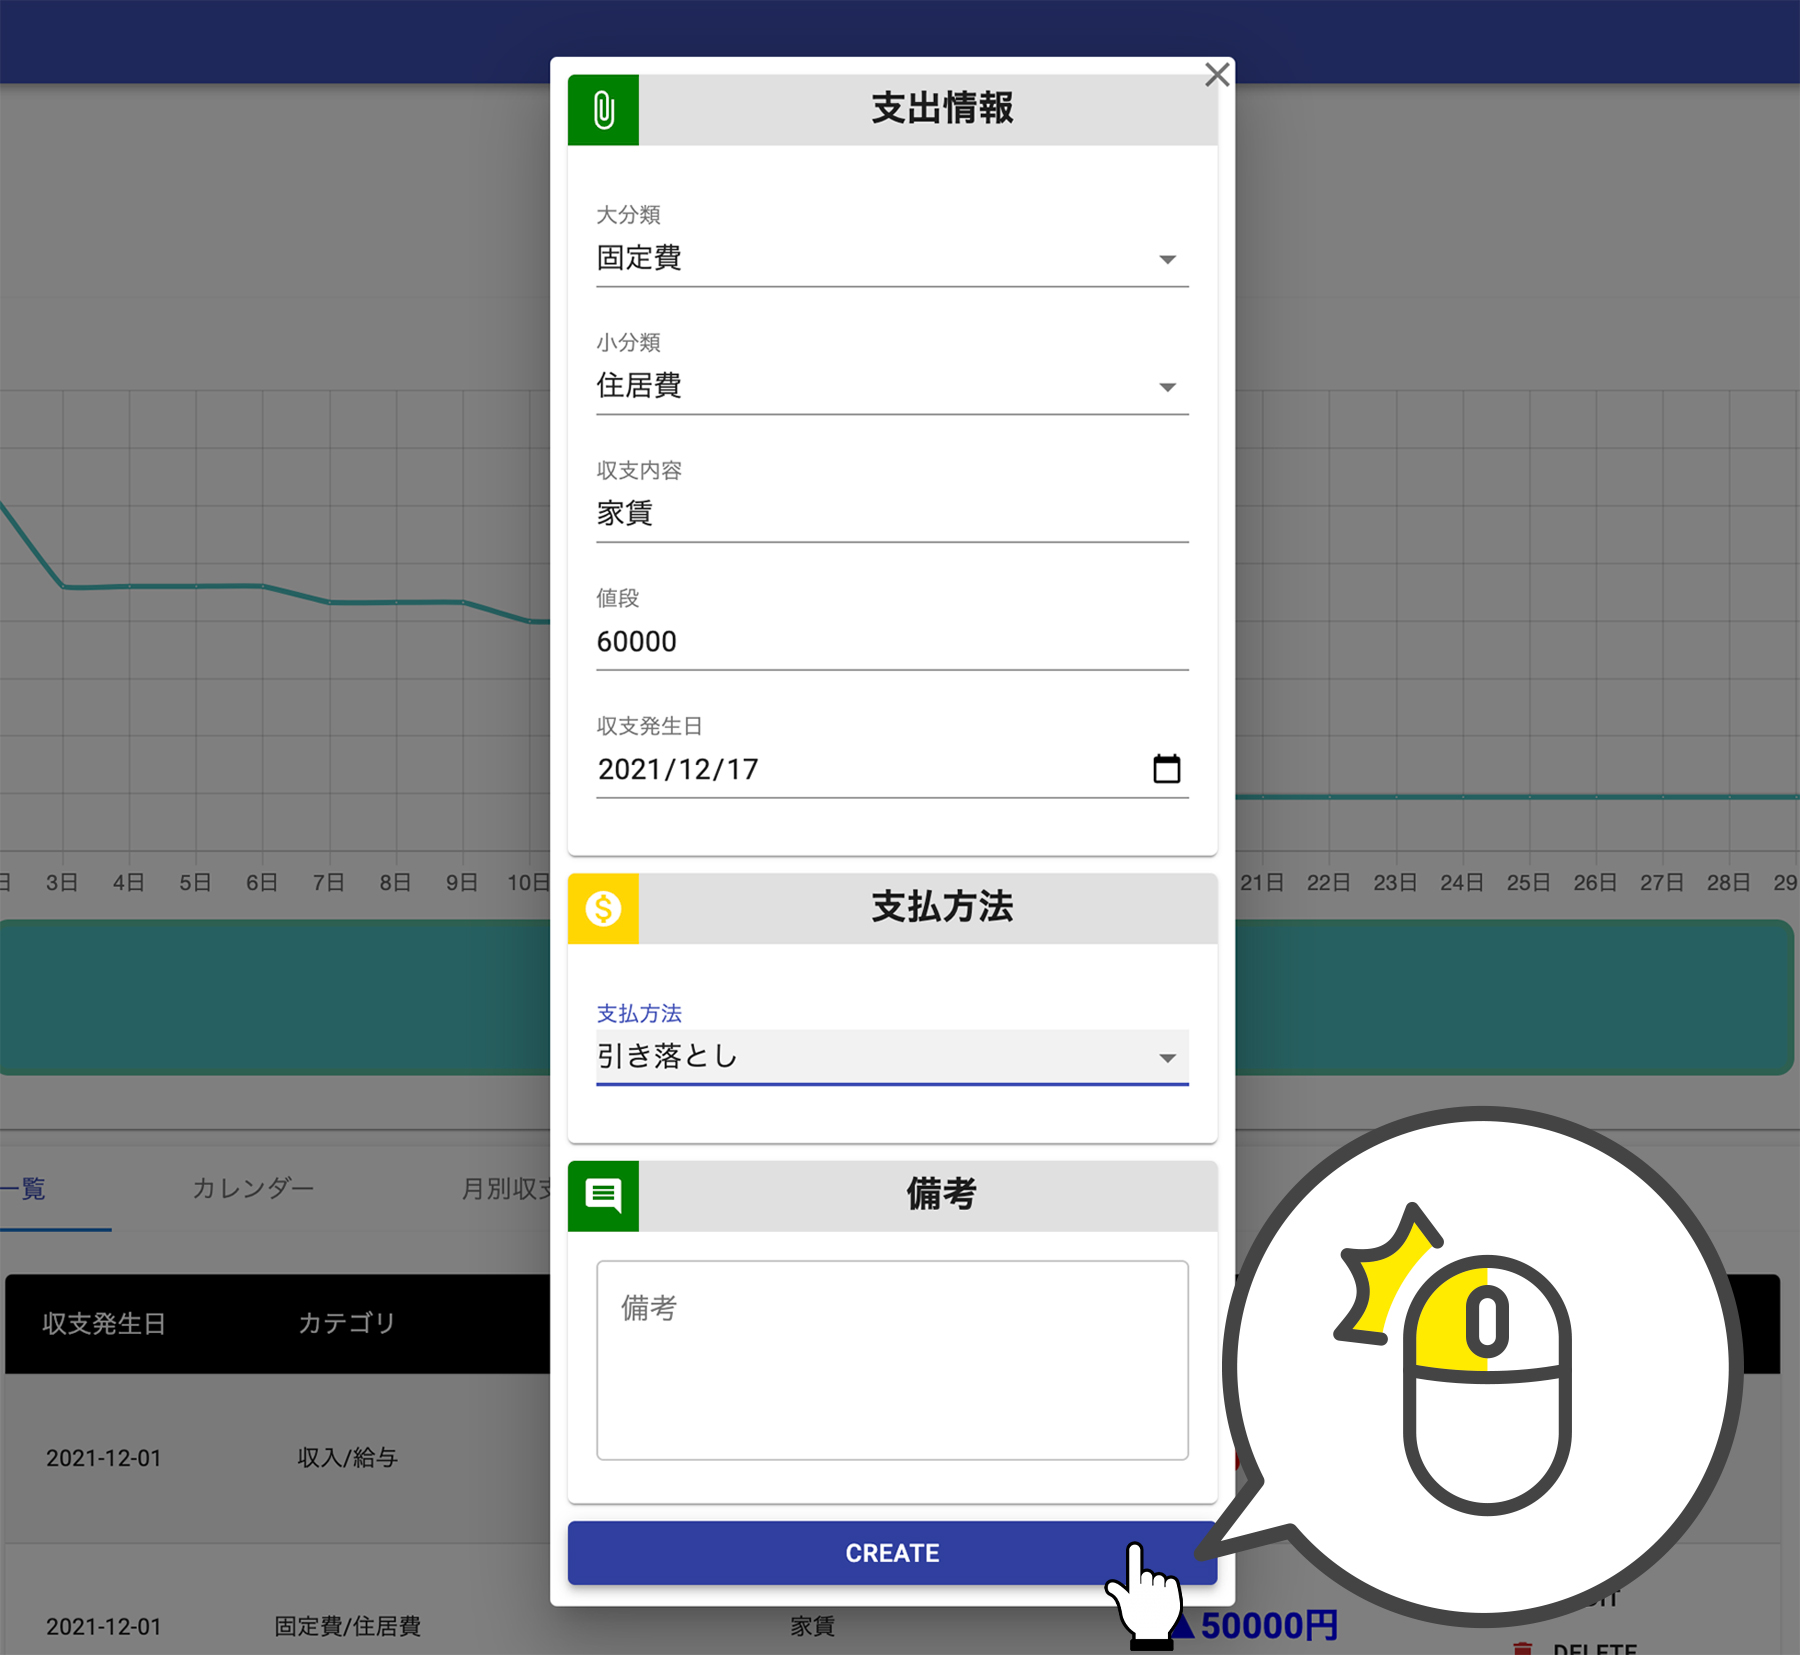 支出情報
大分類
固定費
小分類
住居費
収支内容
家賃
値段
60000
収支発生日
2021/12/17
3日 4日 5日 6日 7日 8日 9日 10日 21日 22日 23日 24日 25日 26日 27日 28日 29
支払方法
支払方法
引き落とし
一覧 カレンダー 月別収支
備考
備考
収支発生日 カテゴリ
2021-12-01 収入/給与
CREATE
2021-12-01 固定費/住居費 家賃 ▲50000円
DELETE